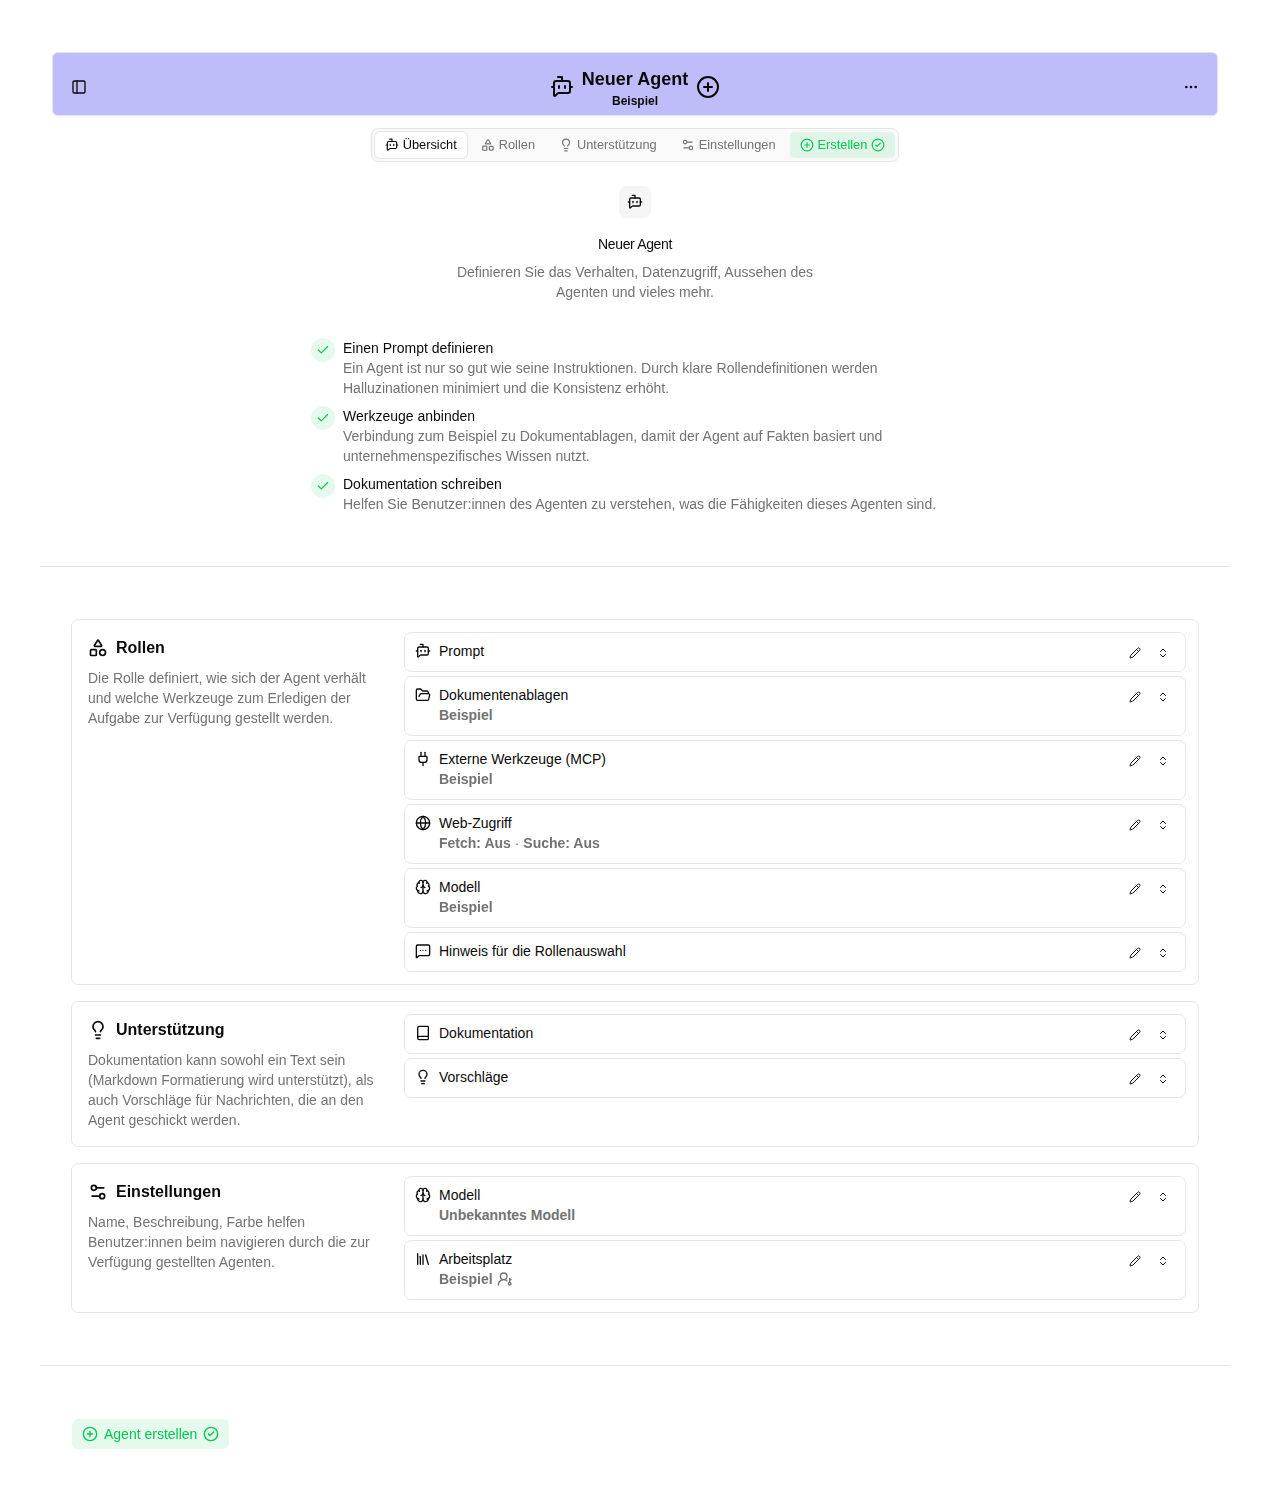 Neuer Agent
Beispiel
Übersicht
Rollen
Unterstützung
Einstellungen
Erstellen
Neuer Agent
Definieren Sie das Verhalten, Datenzugriff, Aussehen des
Agenten und vieles mehr.
Einen Prompt definieren
Ein Agent ist nur so gut wie seine Instruktionen. Durch klare Rollendefinitionen werden
Halluzinationen minimiert und die Konsistenz erhöht.
Werkzeuge anbinden
Verbindung zum Beispiel zu Dokumentablagen, damit der Agent auf Fakten basiert und
unternehmenspezifisches Wissen nutzt.
Dokumentation schreiben
Helfen Sie Benutzer:innen des Agenten zu verstehen, was die Fähigkeiten dieses Agenten sind.
Rollen
Die Rolle definiert, wie sich der Agent verhält
und welche Werkzeuge zum Erledigen der
Aufgabe zur Verfügung gestellt werden.
Prompt
Dokumentenablagen
Beispiel
Externe Werkzeuge (MCP)
Beispiel
Web-Zugriff
Fetch: Aus · Suche: Aus
Modell
Beispiel
Hinweis für die Rollenauswahl
Unterstützung
Dokumentation kann sowohl ein Text sein
(Markdown Formatierung wird unterstützt), als
auch Vorschläge für Nachrichten, die an den
Agent geschickt werden.
Dokumentation
Vorschläge
Einstellungen
Name, Beschreibung, Farbe helfen
Benutzer:innen beim navigieren durch die zur
Verfügung gestellten Agenten.
Modell
Unbekanntes Modell
Arbeitsplatz
Beispiel
Agent erstellen